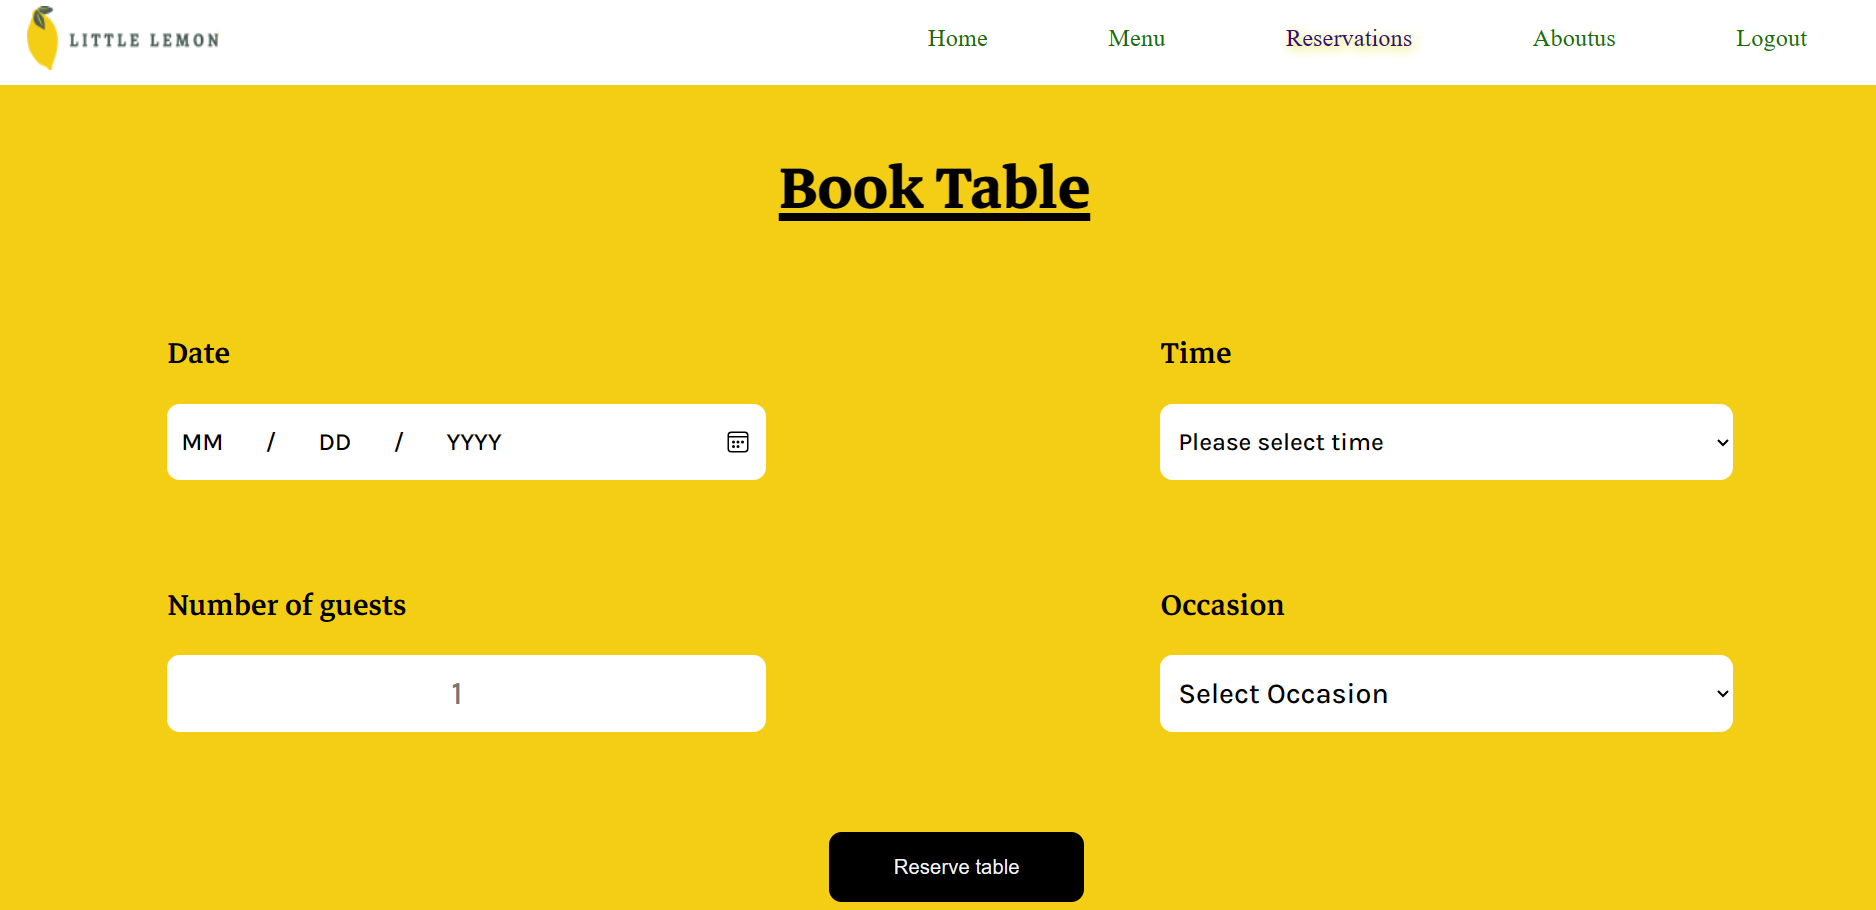 LITTLE LEMON
Home Menu Reservations Aboutus Logout
Book Table
Date
MM / DD / YYYY
Time
Please select time
Number of guests
1
Occasion
Select Occasion
Reserve table